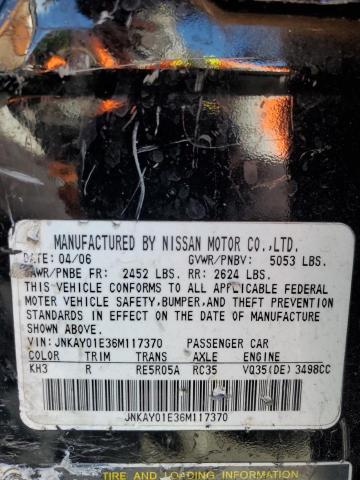 MANUFACTURED BY NISSAN MOTOR CO.,LTD.
DATE: 04/06 GVWR/PNBV: 5053 LBS.
GAWR/PNBE FR: 2452 LBS. RR: 2624 LBS.
THIS VEHICLE CONFORMS TO ALL APPLICABLE FEDERAL
MOTOR VEHICLE SAFETY,BUMPER,AND THEFT PREVENTION
STANDARDS IN EFFECT ON THE DATE OF MANUFACTURE
SHOWN ABOVE.
VIN: JNKAY01E36M117370 PASSENGER CAR
COLOR TRIM TRANS AXLE ENGINE
KH3 R RE5R05A RC35 VQ35(DE) 3498CC
JNKAY01E36M117370
TIRE AND LOADING INFORMATION